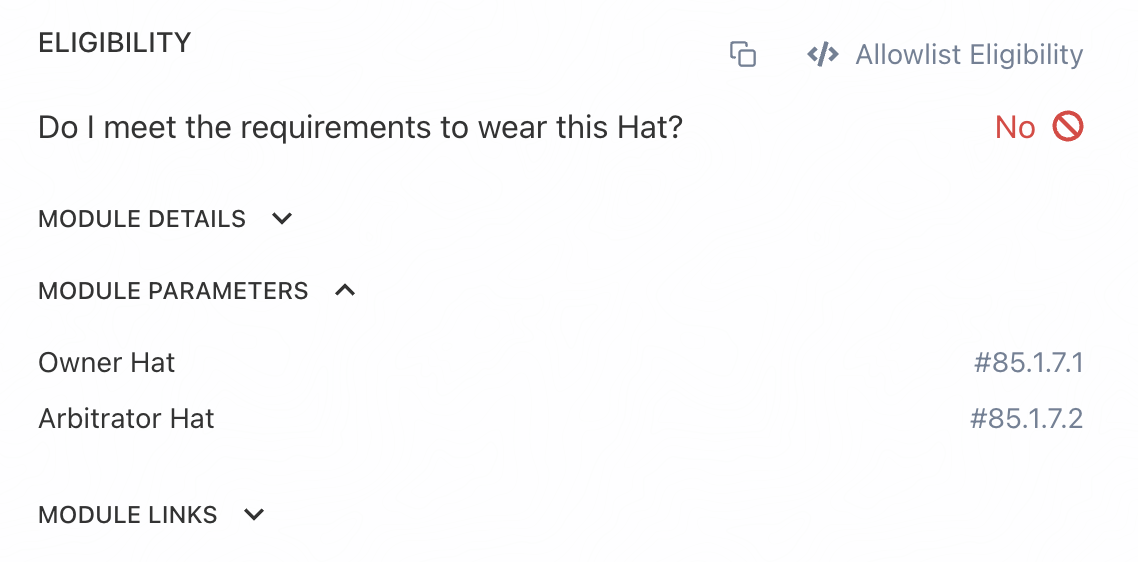 ELIGIBILITY
Allowlist Eligibility
Do I meet the requirements to wear this Hat?
No
MODULE DETAILS
MODULE PARAMETERS
Owner Hat
#85.1.7.1
Arbitrator Hat
#85.1.7.2
MODULE LINKS